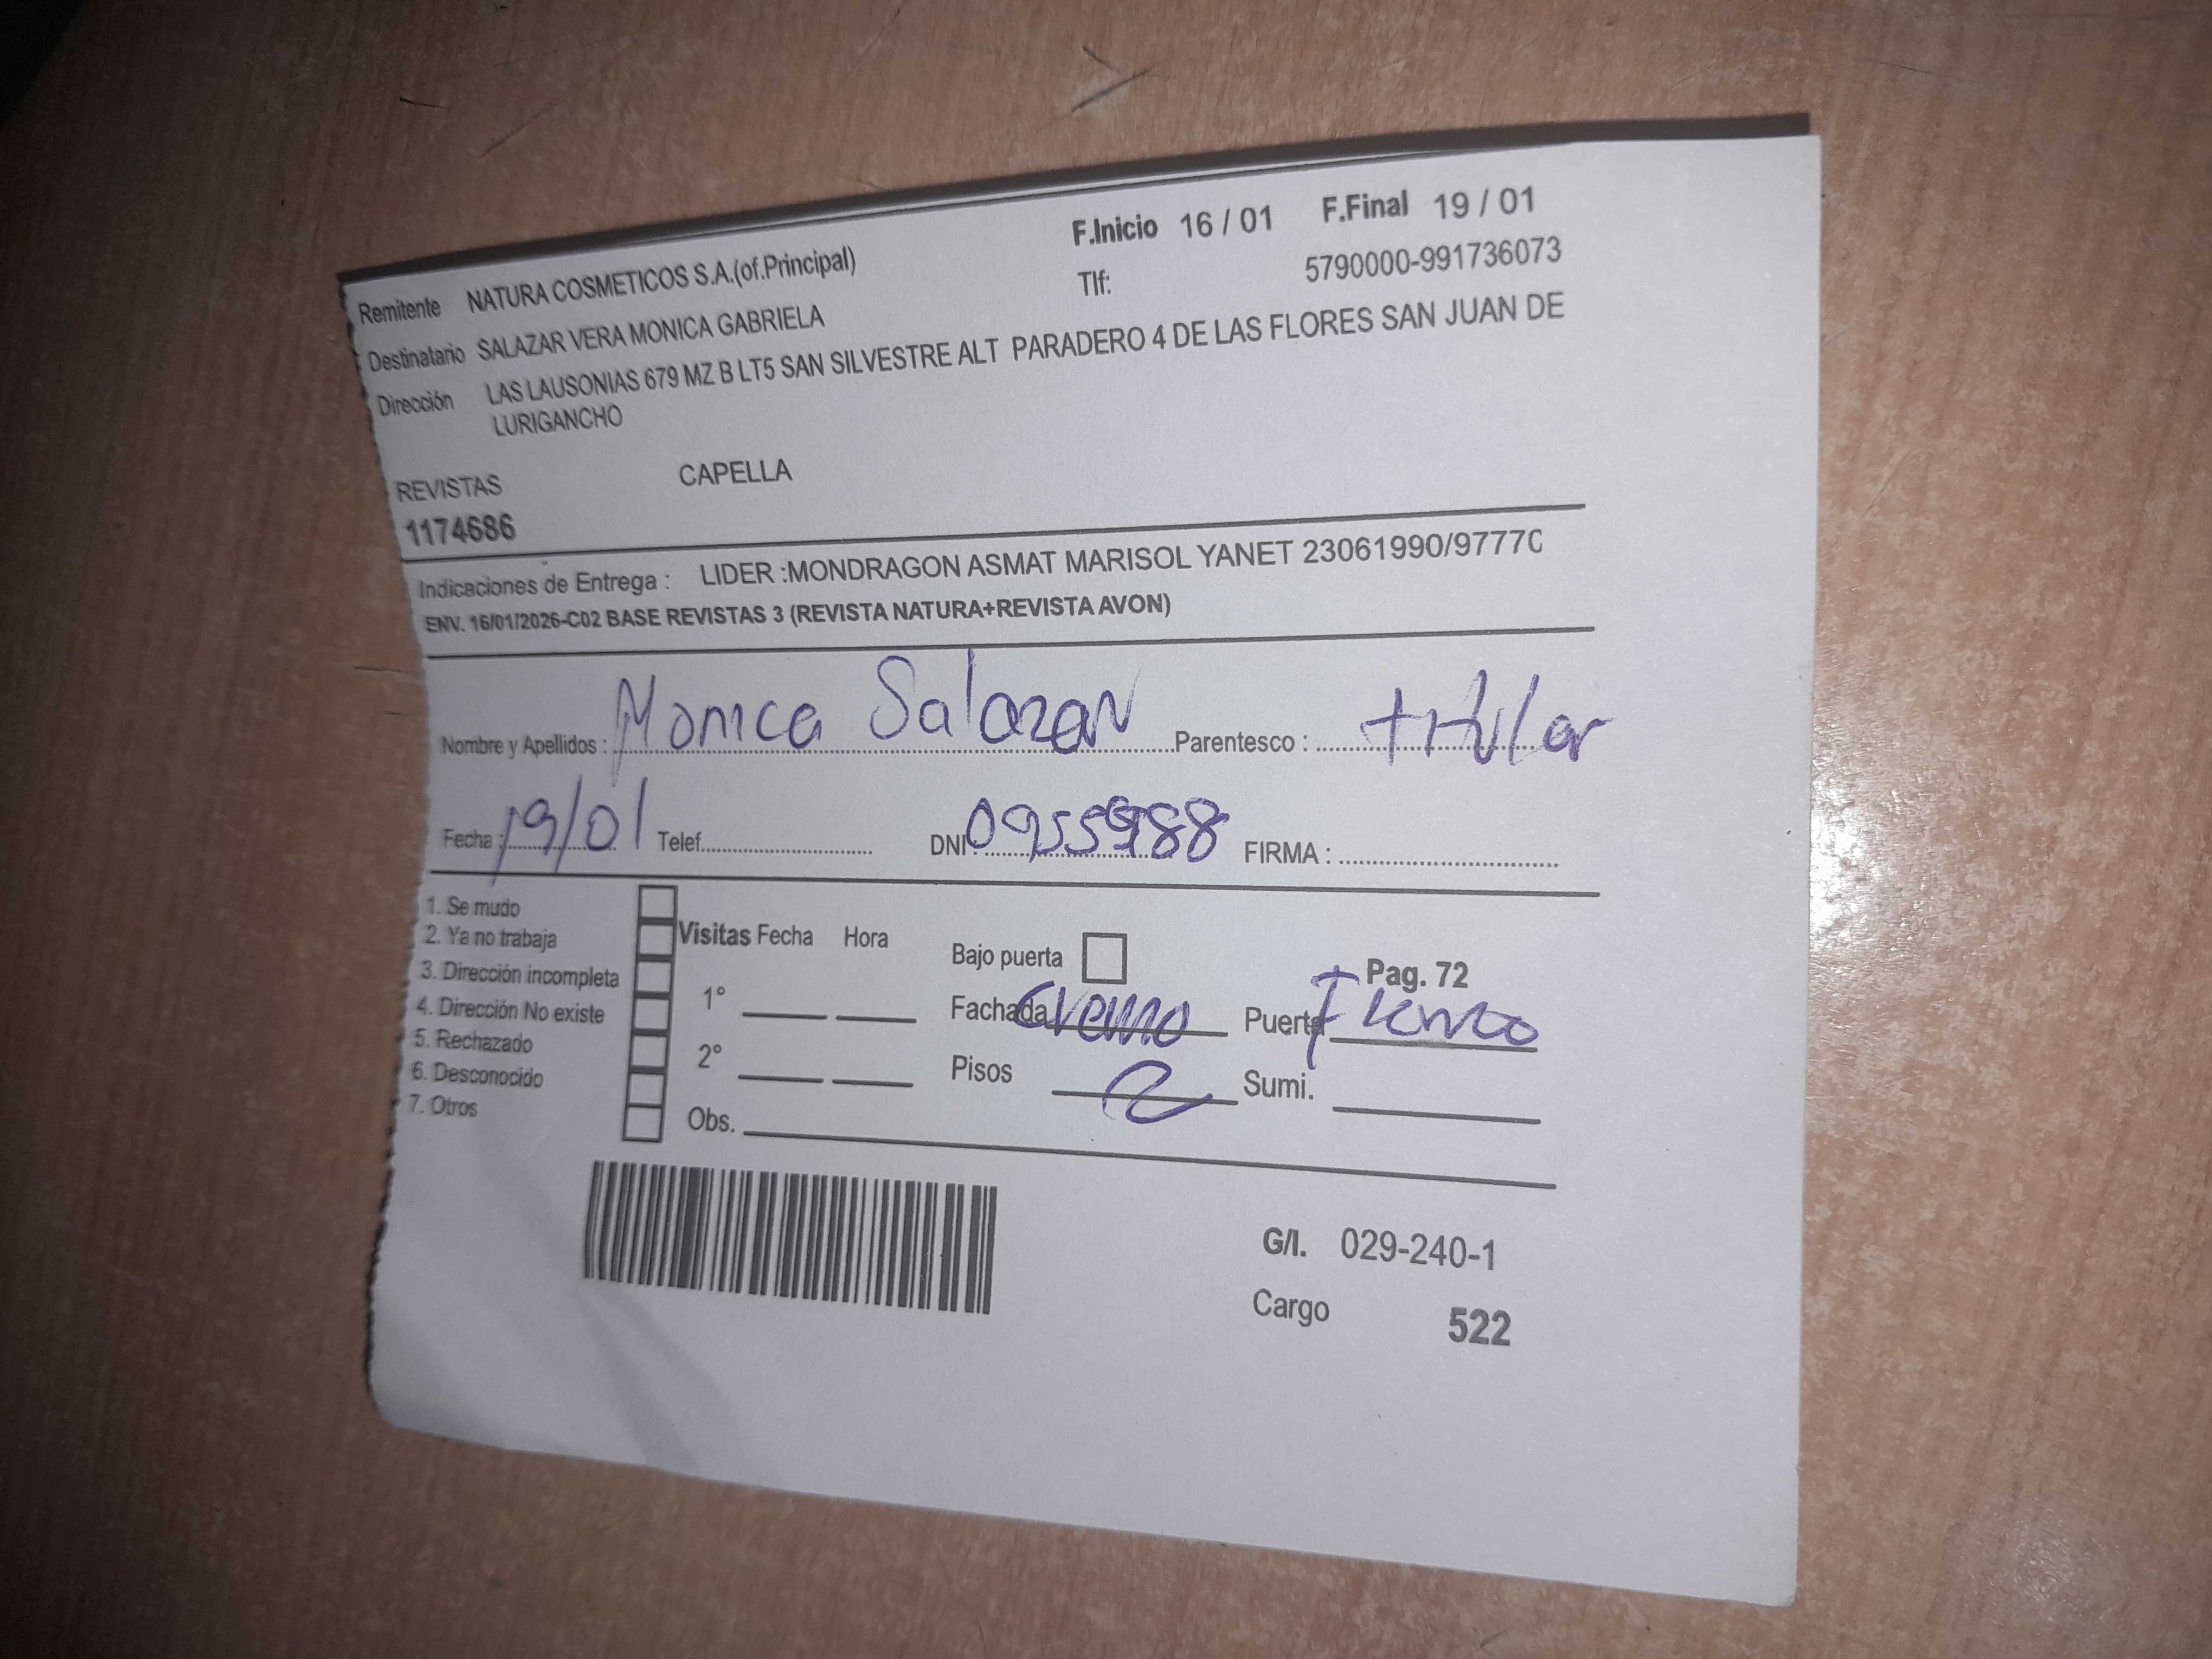 F.Inicio 16 / 01 F.Final 19 / 01
Remitente NATURA COSMETICOS S.A.(of.Principal) Tlf: 5790000-991736073
Destinatario SALAZAR VERA MONICA GABRIELA
Dirección LAS LAUSONIAS 679 MZ B LT5 SAN SILVESTRE ALT PARADERO 4 DE LAS FLORES SAN JUAN DE
LURIGANCHO
REVISTAS CAPELLA
1174686
Indicaciones de Entrega : LIDER :MONDRAGON ASMAT MARISOL YANET 23061990/9777
ENV. 16/01/2026-C02 BASE REVISTAS 3 (REVISTA NATURA+REVISTA AVON)
Nombre y Apellidos : Monica Salazar Parentesco : titular
Fecha : 19/01 Telef. DNI : FIRMA :
1. Se mudo
2. Ya no trabaja Visitas Fecha Hora Bajo puerta Pag. 72
3. Dirección incompleta 1° Fachada Cremo Puerta
4. Dirección No existe
5. Rechazado 2° Pisos 2 Sumi.
6. Desconocido
7. Otros Obs.
G/I. 029-240-1
Cargo 522